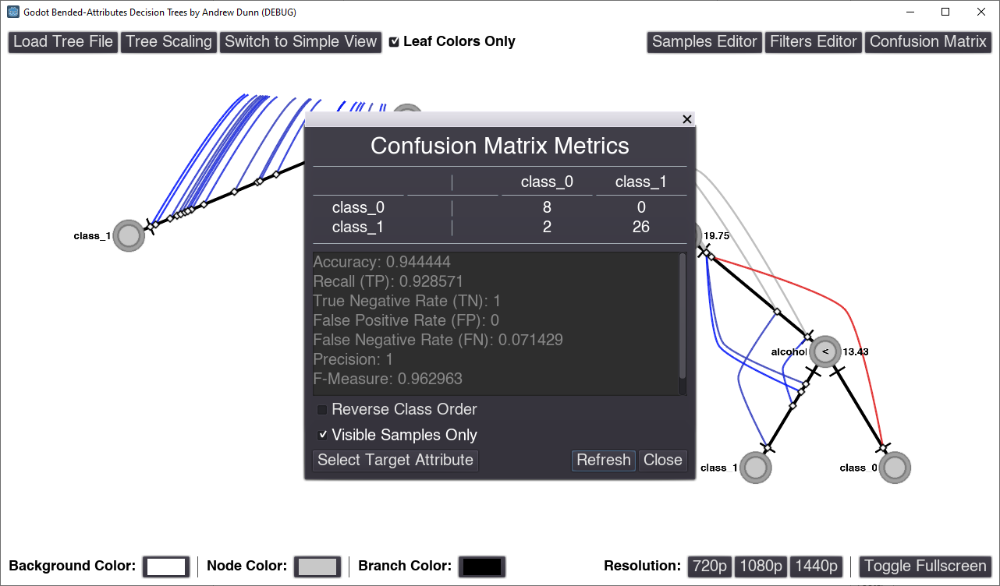 Godot Bended-Attributes Decision Trees by Andrew Dunn (DEBUG)
Load Tree File Tree Scaling Switch to Simple View Leaf Colors Only Samples Editor Filters Editor Confusion Matrix
Confusion Matrix Metrics
class_0 class_1
class_0 8 0
class_1 2 26
Accuracy: 0.944444
Recall (TP): 0.928571
True Negative Rate (TN): 1
False Positive Rate (FP): 0
False Negative Rate (FN): 0.071429
Precision: 1
F-Measure: 0.962963
Reverse Class Order
Visible Samples Only
Select Target Attribute Refresh Close
class_1
19.75
alcohol < 13.43
class_1 class_0
Background Color: Node Color: Branch Color: Resolution: 720p 1080p 1440p Toggle Fullscreen